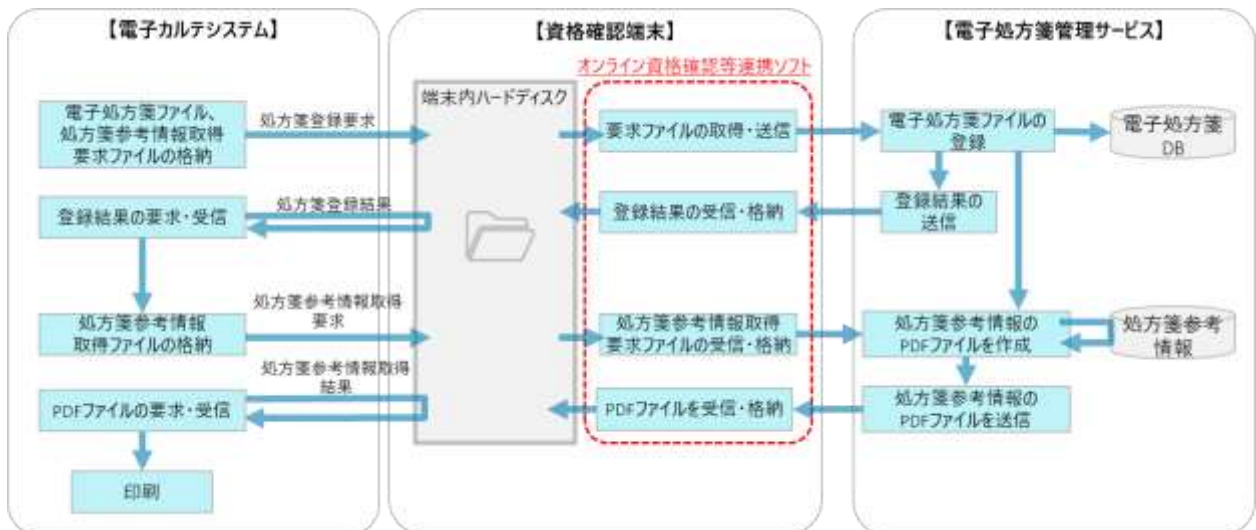 【電子カルテシステム】
電子処方箋ファイル、
処方箋参考情報取得
要求ファイルの格納
処方箋登録要求
登録結果の要求・受信
処方箋登録結果
処方箋参考情報
取得ファイルの格納
処方箋参考情報取得
要求
PDFファイルの要求・受信
処方箋参考情報取得
結果
印刷
【資格確認端末】
オンライン資格確認等連携ソフト
端末内ハードディスク
要求ファイルの取得・送信
登録結果の受信・格納
処方箋参考情報取得
要求ファイルの受信・格納
PDFファイルを受信・格納
【電子処方箋管理サービス】
電子処方箋ファイルの
登録
電子処方箋
DB
登録結果の
送信
処方箋参考情報の
PDFファイルを作成
処方箋参考
情報
処方箋参考情報の
PDFファイルを送信